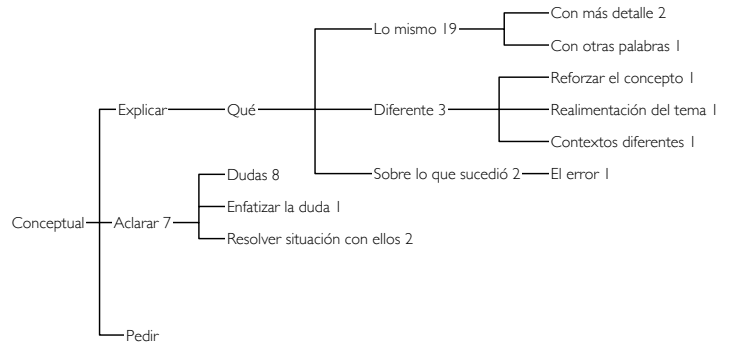 Con más detalle 2
Lo mismo 19
Con otras palabras 1
Reforzar el concepto 1
Explicar
Qué
Diferente 3
Realimentación del tema 1
Contextos diferentes 1
Dudas 8
Sobre lo que sucedió 2
El error 1
Enfatizar la duda 1
Conceptual
Aclarar 7
Resolver situación con ellos 2
Pedir